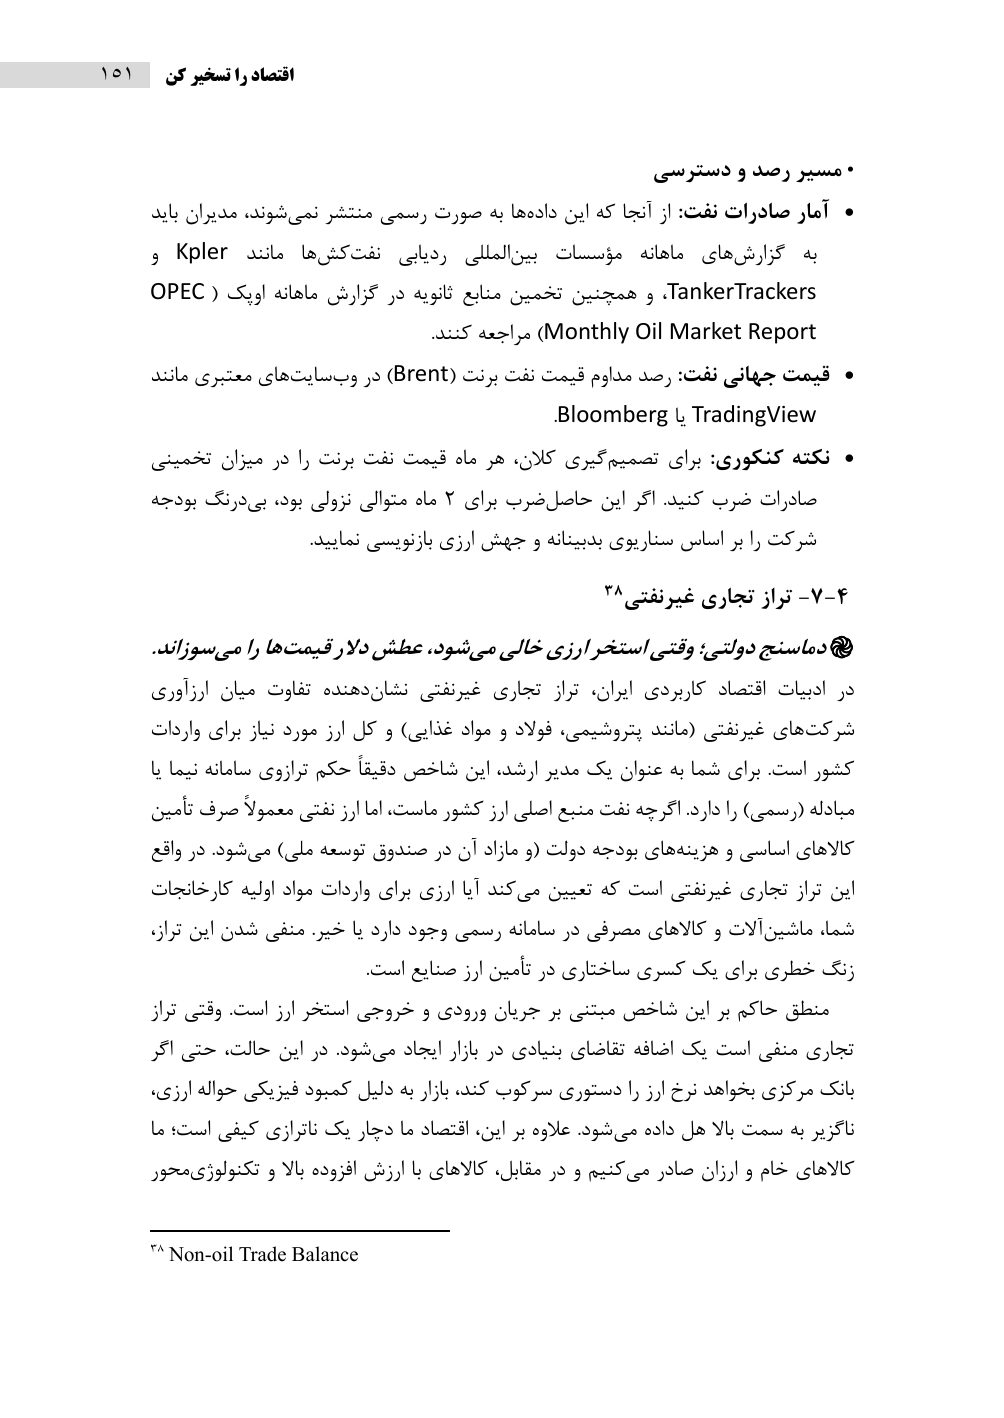 اقتصاد را تسخیر کن ۱۵۱
• مسیر رصد و دسترسی
• آمار صادرات نفت: از آنجا که این داده‌ها به صورت رسمی منتشر نمی‌شوند، مدیران باید
به گزارش‌های ماهانه مؤسسات بین‌المللی ردیابی نفت‌کش‌ها مانند Kpler و
TankerTrackers، و همچنین تخمین منابع ثانویه در گزارش ماهانه اوپک (OPEC
Monthly Oil Market Report) مراجعه کنند.
• قیمت جهانی نفت: رصد مداوم قیمت نفت برنت (Brent) در وب‌سایت‌های معتبری مانند
TradingView یا Bloomberg.
• نکته کنکوری: برای تصمیم‌گیری کلان، هر ماه قیمت نفت برنت را در میزان تخمینی
صادرات ضرب کنید. اگر این حاصل‌ضرب برای ۲ ماه متوالی نزولی بود، بی‌درنگ بودجه
شرکت را بر اساس سناریوی بدبینانه و جهش ارزی بازنویسی نمایید.
۴-۷- تراز تجاری غیرنفتی۳۸
دماسنج دولتی؛ وقتی استخر ارزی خالی می‌شود، عطش دلار قیمت‌ها را می‌سوزاند.
در ادبیات اقتصاد کاربردی ایران، تراز تجاری غیرنفتی نشان‌دهنده تفاوت میان ارزآوری
شرکت‌های غیرنفتی (مانند پتروشیمی، فولاد و مواد غذایی) و کل ارز مورد نیاز برای واردات
کشور است. برای شما به عنوان یک مدیر ارشد، این شاخص دقیقاً حکم ترازوی سامانه نیما یا
مبادله (رسمی) را دارد. اگرچه نفت منبع اصلی ارز کشور ماست، اما ارز نفتی معمولاً صرف تأمین
کالاهای اساسی و هزینه‌های بودجه دولت (و مازاد آن در صندوق توسعه ملی) می‌شود. در واقع
این تراز تجاری غیرنفتی است که تعیین می‌کند آیا ارزی برای واردات مواد اولیه کارخانجات
شما، ماشین‌آلات و کالاهای مصرفی در سامانه رسمی وجود دارد یا خیر. منفی شدن این تراز،
زنگ خطری برای یک کسری ساختاری در تأمین ارز صنایع است.
منطق حاکم بر این شاخص مبتنی بر جریان ورودی و خروجی استخر ارز است. وقتی تراز
تجاری منفی است یک اضافه تقاضای بنیادی در بازار ایجاد می‌شود. در این حالت، حتی اگر
بانک مرکزی بخواهد نرخ ارز را دستوری سرکوب کند، بازار به دلیل کمبود فیزیکی حواله ارزی،
ناگزیر به سمت بالا هل داده می‌شود. علاوه بر این، اقتصاد ما دچار یک ناترازی کیفی است؛ ما
کالاهای خام و ارزان صادر می‌کنیم و در مقابل، کالاهای با ارزش افزوده بالا و تکنولوژی‌محور
۳۸ Non-oil Trade Balance